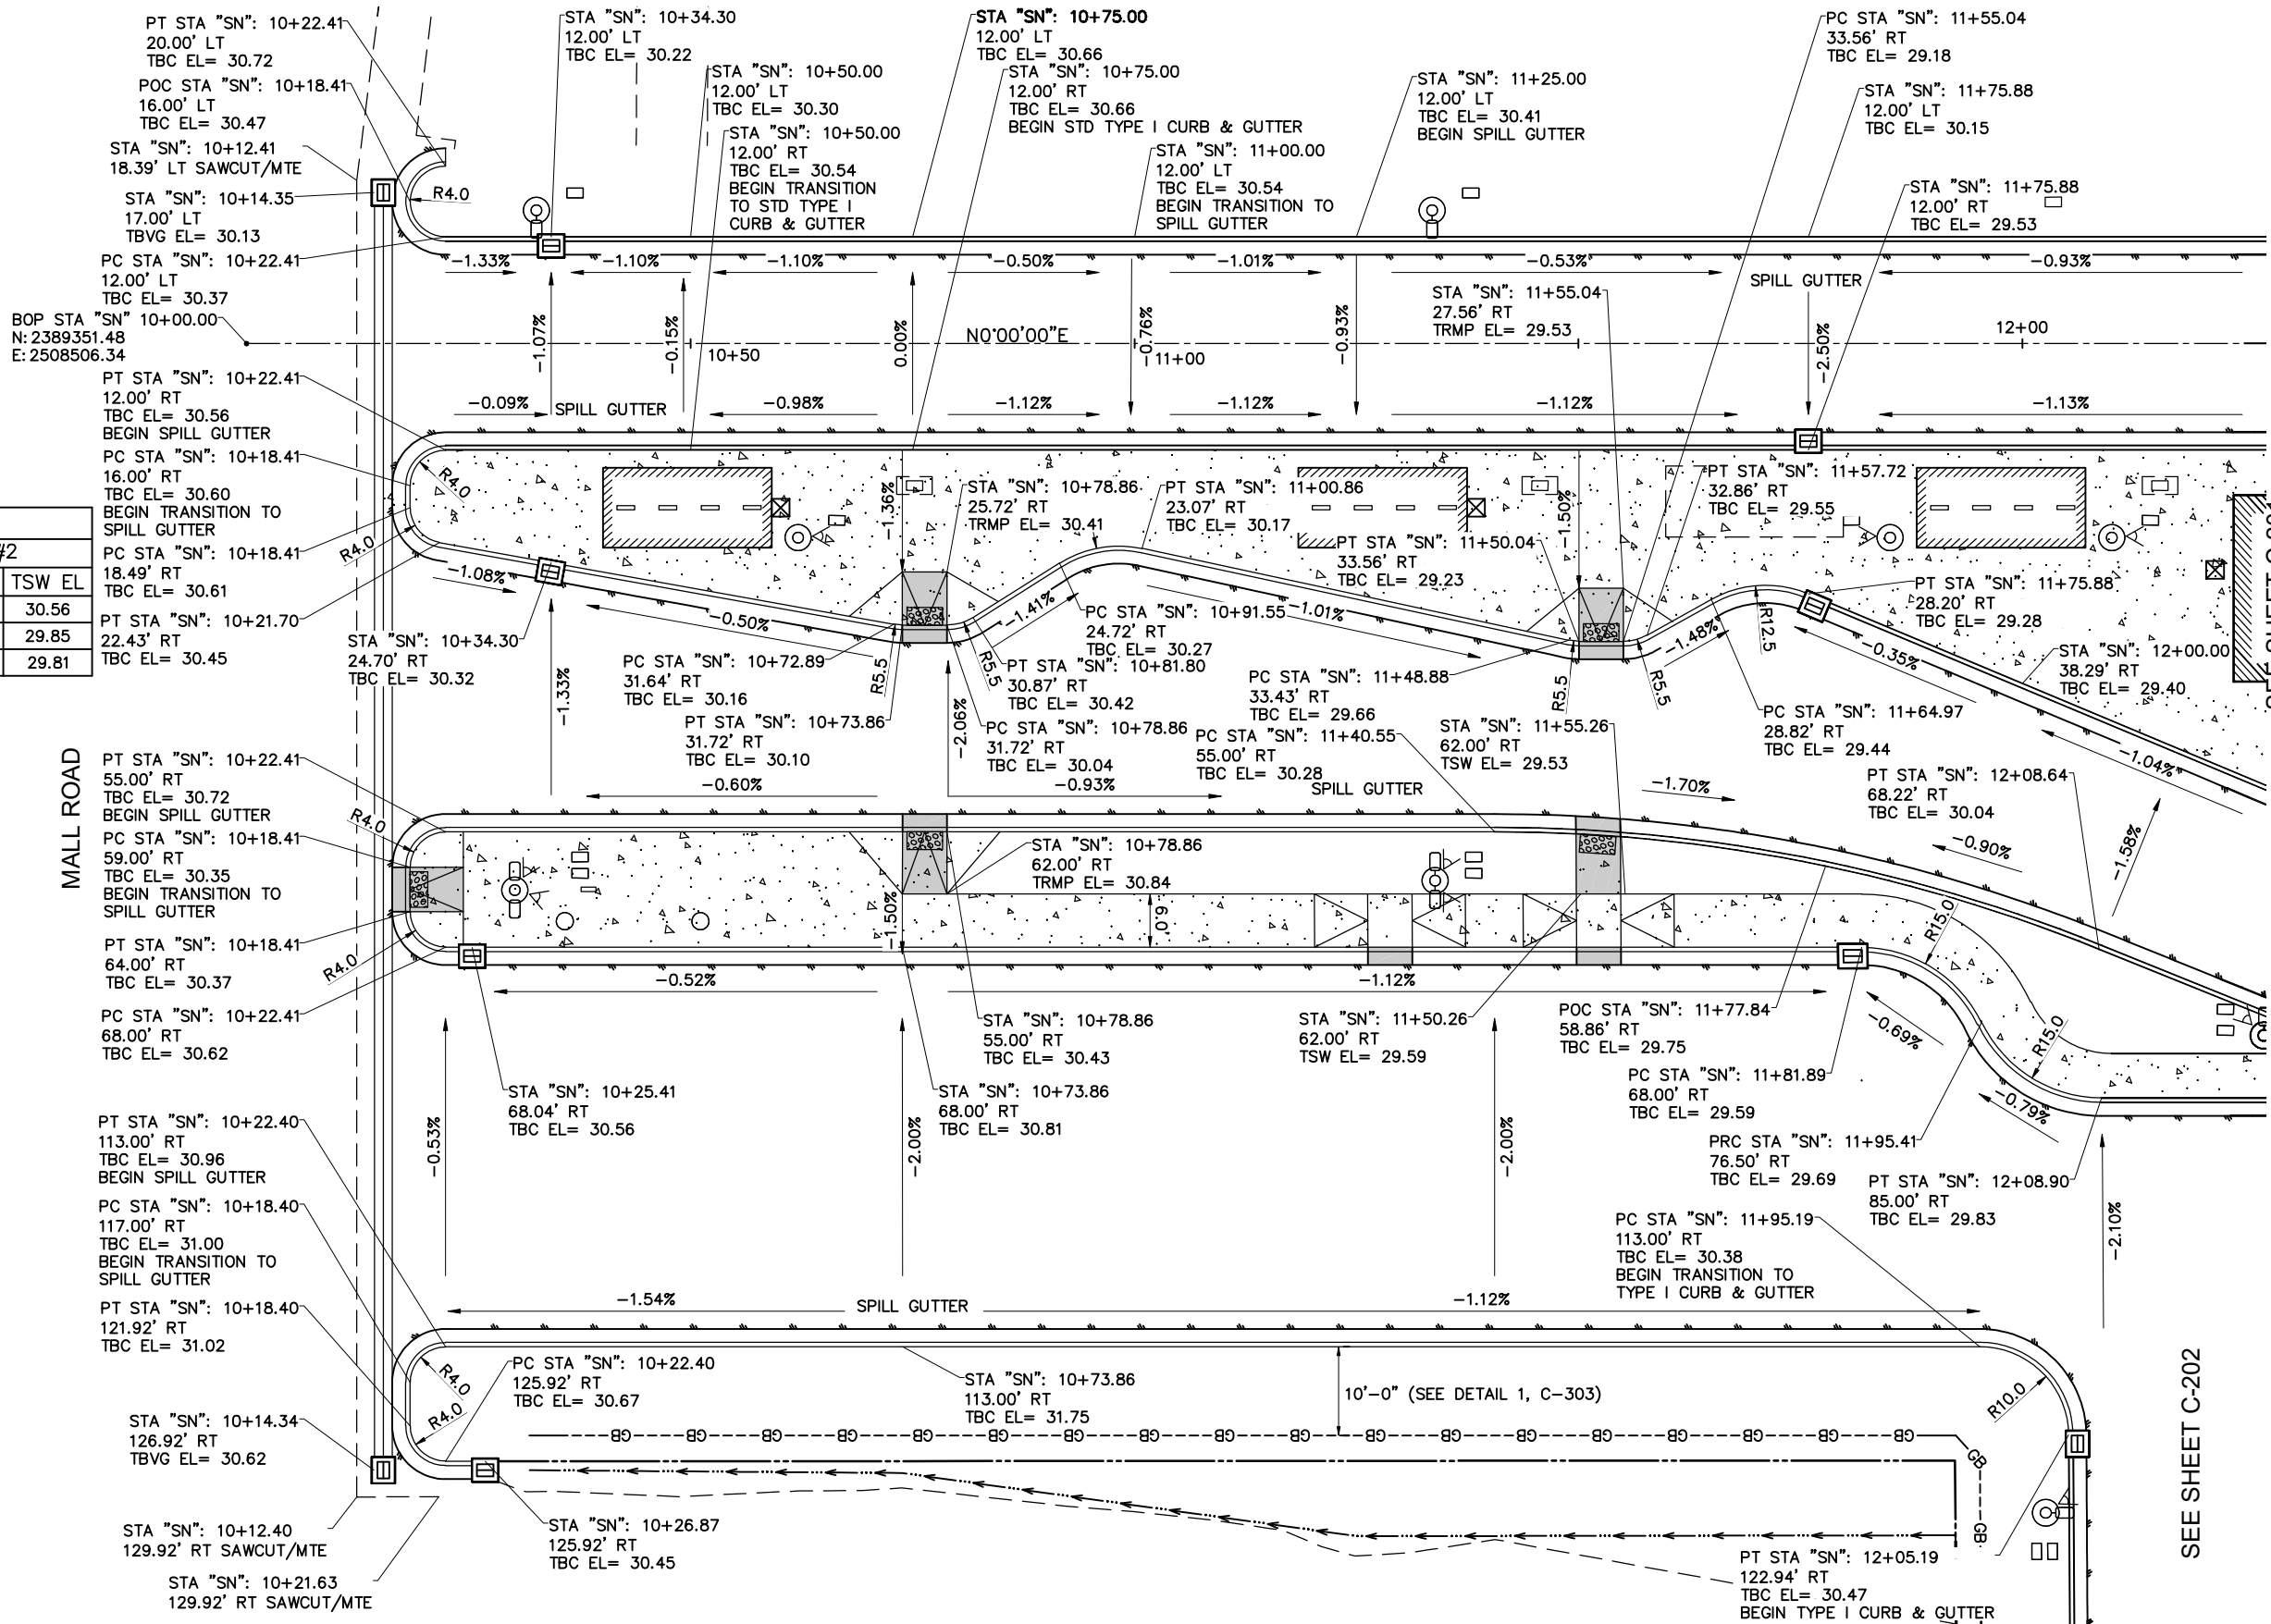 PT STA "SN": 10+22.41
20.00' LT
TBC EL= 30.72
POC STA "SN": 10+18.41
16.00' LT
TBC EL= 30.47
STA "SN": 10+12.41
18.39' LT SAWCUT/MTE
STA "SN": 10+14.35
17.00' LT
TBVG EL= 30.13
PC STA "SN": 10+22.41
12.00' LT
TBC EL= 30.37
BOP STA "SN" 10+00.00
N: 2389351.48
E: 2508506.34
STA "SN": 10+34.30
12.00' LT
TBC EL= 30.22
STA "SN": 10+50.00
12.00' LT
TBC EL= 30.30
STA "SN": 10+50.00
12.00' RT
TBC EL= 30.54
BEGIN TRANSITION
TO STD TYPE I
CURB & GUTTER
STA "SN": 10+75.00
12.00' LT
TBC EL= 30.66
STA "SN": 10+75.00
12.00' RT
TBC EL= 30.66
BEGIN STD TYPE I CURB & GUTTER
STA "SN": 11+00.00
12.00' LT
TBC EL= 30.54
BEGIN TRANSITION TO
SPILL GUTTER
STA "SN": 11+25.00
12.00' LT
TBC EL= 30.41
BEGIN SPILL GUTTER
PC STA "SN": 11+55.04
33.56' RT
TBC EL= 29.18
STA "SN": 11+75.88
12.00' LT
TBC EL= 30.15
STA "SN": 11+75.88
12.00' RT
TBC EL= 29.53
R4.0
-1.33%
-1.10%
-1.10%
-0.50%
-1.01%
-0.53%
SPILL GUTTER
-0.93%
STA "SN": 11+55.04
27.56' RT
TRMP EL= 29.53
-1.07%
-0.15%
10+50
0.00%
N0°00'00"E
-0.76%
11+00
-0.93%
-2.50%
12+00
PT STA "SN": 10+22.41
12.00' RT
TBC EL= 30.56
BEGIN SPILL GUTTER
-0.09%
SPILL GUTTER
-0.98%
-1.12%
-1.12%
-1.12%
-1.13%
PC STA "SN": 10+18.41
16.00' RT
TBC EL= 30.60
BEGIN TRANSITION TO
SPILL GUTTER
PC STA "SN": 10+18.41
18.49' RT
TBC EL= 30.61
PT STA "SN": 10+21.70
22.43' RT
TBC EL= 30.45
#2
TSW EL
30.56
29.85
29.81
R4.0
R4.0
-1.36%
STA "SN": 10+78.86
25.72' RT
TRMP EL= 30.41
PT STA "SN": 11+00.86
23.07' RT
TBC EL= 30.17
PT STA "SN": 11+50.04
33.56' RT
TBC EL= 29.23
-1.50%
PT STA "SN": 11+57.72
32.86' RT
TBC EL= 29.55
PT STA "SN": 11+75.88
28.20' RT
TBC EL= 29.28
STA "SN": 12+00.00
38.29' RT
TBC EL= 29.40
-1.08%
-0.50%
-1.41%
-1.01%
-1.48%
R12.5
-0.35%
-1.04%
STA "SN": 10+34.30
24.70' RT
TBC EL= 30.32
-1.33%
PC STA "SN": 10+72.89
31.64' RT
TBC EL= 30.16
R5.5
R5.5
PC STA "SN": 10+91.55
24.72' RT
TBC EL= 30.27
PT STA "SN": 10+81.80
30.87' RT
TBC EL= 30.42
PC STA "SN": 11+48.88
33.43' RT
TBC EL= 29.66
R5.5
R5.5
PC STA "SN": 11+64.97
28.82' RT
TBC EL= 29.44
PT STA "SN": 10+73.86
31.72' RT
TBC EL= 30.10
-2.06%
PC STA "SN": 10+78.86
31.72' RT
TBC EL= 30.04
PC STA "SN": 11+40.55
55.00' RT
TBC EL= 30.28
STA "SN": 11+55.26
62.00' RT
TSW EL= 29.53
PT STA "SN": 12+08.64
68.22' RT
TBC EL= 30.04
MALL ROAD
PT STA "SN": 10+22.41
55.00' RT
TBC EL= 30.72
BEGIN SPILL GUTTER
PC STA "SN": 10+18.41
59.00' RT
TBC EL= 30.35
BEGIN TRANSITION TO
SPILL GUTTER
PT STA "SN": 10+18.41
64.00' RT
TBC EL= 30.37
PC STA "SN": 10+22.41
68.00' RT
TBC EL= 30.62
-0.60%
-0.93%
SPILL GUTTER
-1.70%
-0.90%
-1.58%
R4.0
R4.0
STA "SN": 10+78.86
62.00' RT
TRMP EL= 30.84
-1.50%
6.0'
R15.0
R15.0
-0.52%
-1.12%
-0.69%
-0.79%
STA "SN": 10+78.86
55.00' RT
TBC EL= 30.43
STA "SN": 11+50.26
62.00' RT
TSW EL= 29.59
POC STA "SN": 11+77.84
58.86' RT
TBC EL= 29.75
PC STA "SN": 11+81.89
68.00' RT
TBC EL= 29.59
STA "SN": 10+25.41
68.04' RT
TBC EL= 30.56
STA "SN": 10+73.86
68.00' RT
TBC EL= 30.81
PRC STA "SN": 11+95.41
76.50' RT
TBC EL= 29.69
PT STA "SN": 12+08.90
85.00' RT
TBC EL= 29.83
-0.53%
-2.00%
-2.00%
-2.10%
PT STA "SN": 10+22.40
113.00' RT
TBC EL= 30.96
BEGIN SPILL GUTTER
PC STA "SN": 10+18.40
117.00' RT
TBC EL= 31.00
BEGIN TRANSITION TO
SPILL GUTTER
PT STA "SN": 10+18.40
121.92' RT
TBC EL= 31.02
PC STA "SN": 11+95.19
113.00' RT
TBC EL= 30.38
BEGIN TRANSITION TO
TYPE I CURB & GUTTER
-1.54%
SPILL GUTTER
-1.12%
R4.0
R4.0
PC STA "SN": 10+22.40
125.92' RT
TBC EL= 30.67
STA "SN": 10+73.86
113.00' RT
TBC EL= 31.75
10'-0" (SEE DETAIL 1, C-303)
R10.0
SEE SHEET C-202
STA "SN": 10+14.34
126.92' RT
TBVG EL= 30.62
GB GB GB GB GB GB GB GB GB GB GB GB GB GB GB GB GB GB
GB
GB
STA "SN": 10+12.40
129.92' RT SAWCUT/MTE
STA "SN": 10+21.63
129.92' RT SAWCUT/MTE
STA "SN": 10+26.87
125.92' RT
TBC EL= 30.45
PT STA "SN": 12+05.19
122.94' RT
TBC EL= 30.47
BEGIN TYPE I CURB & GUTTER